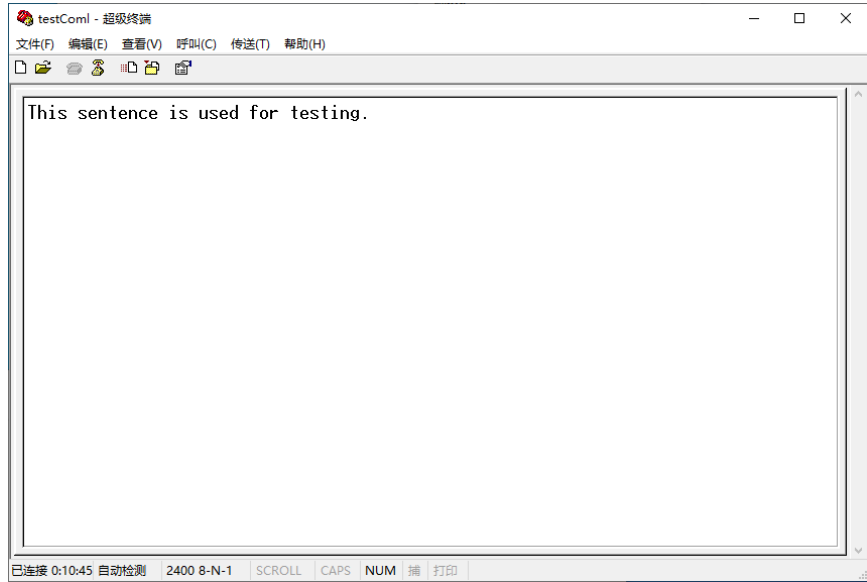 testComl - 超级终端
文件(F) 编辑(E) 查看(V) 呼叫(C) 传送(T) 帮助(H)
This sentence is used for testing.
已连接 0:10:45 自动检测 2400 8-N-1 SCROLL CAPS NUM 捕 打印